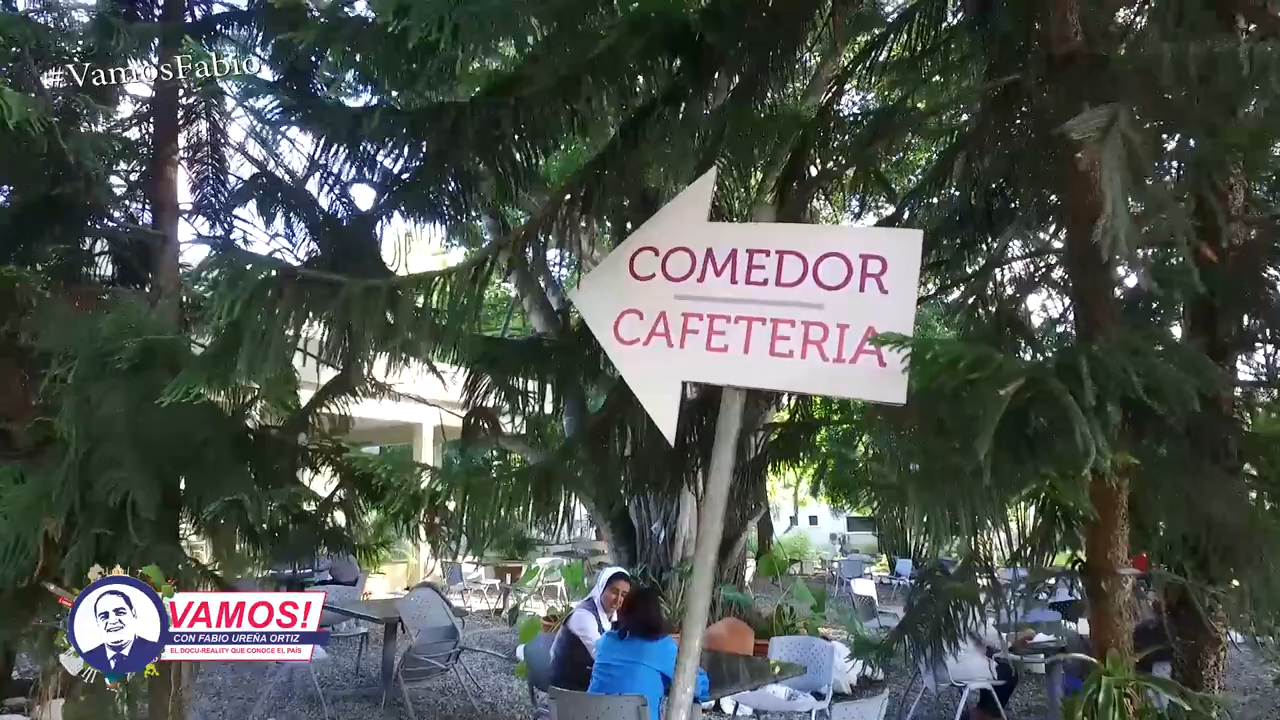 #VamosFabio
COMEDOR
CAFETERIA
VAMOS!
CON FABIO UREÑA ORTIZ
EL DOCU-REALITY QUE CONOCE EL PAÍS